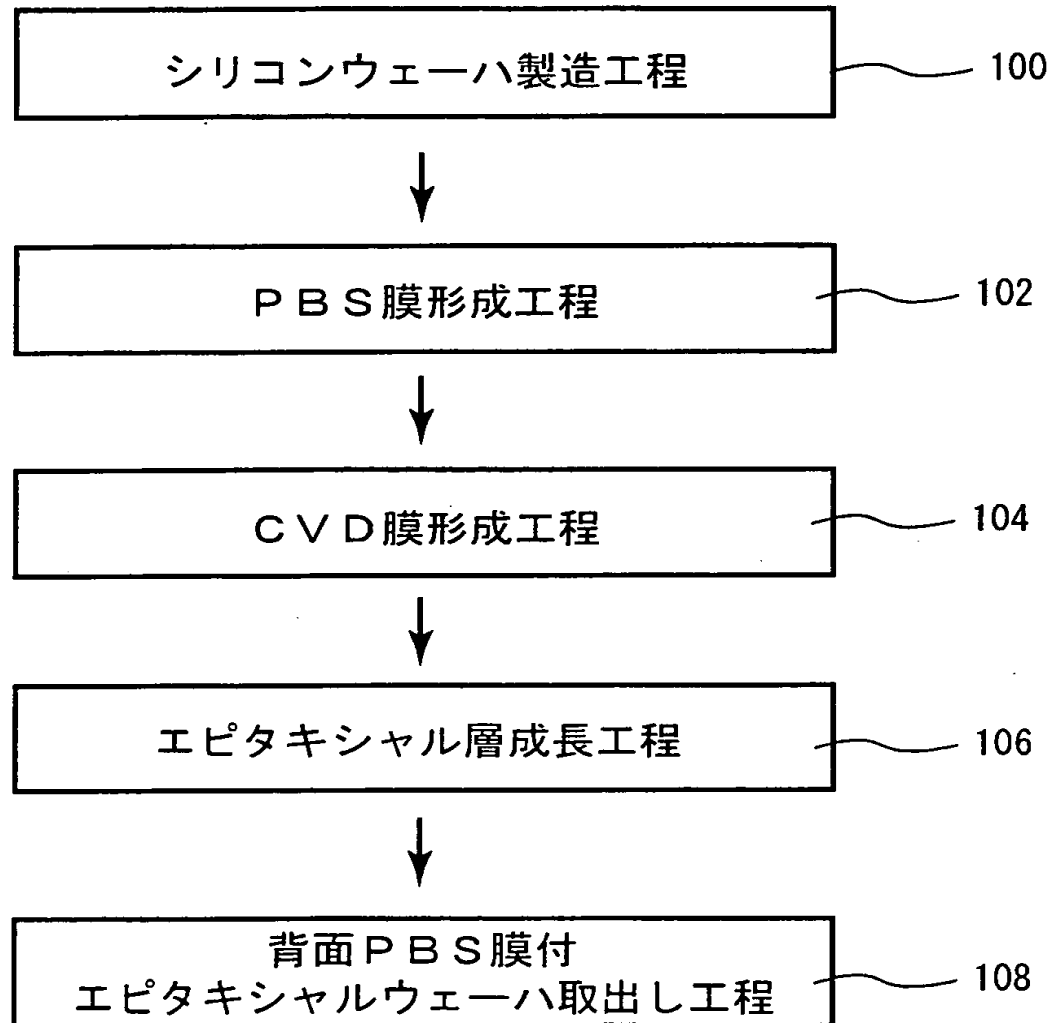 シリコンウェーハ製造工程 100
ＰＢＳ膜形成工程 102
ＣＶＤ膜形成工程 104
エピタキシャル層成長工程 106
背面ＰＢＳ膜付
エピタキシャルウェーハ取出し工程 108